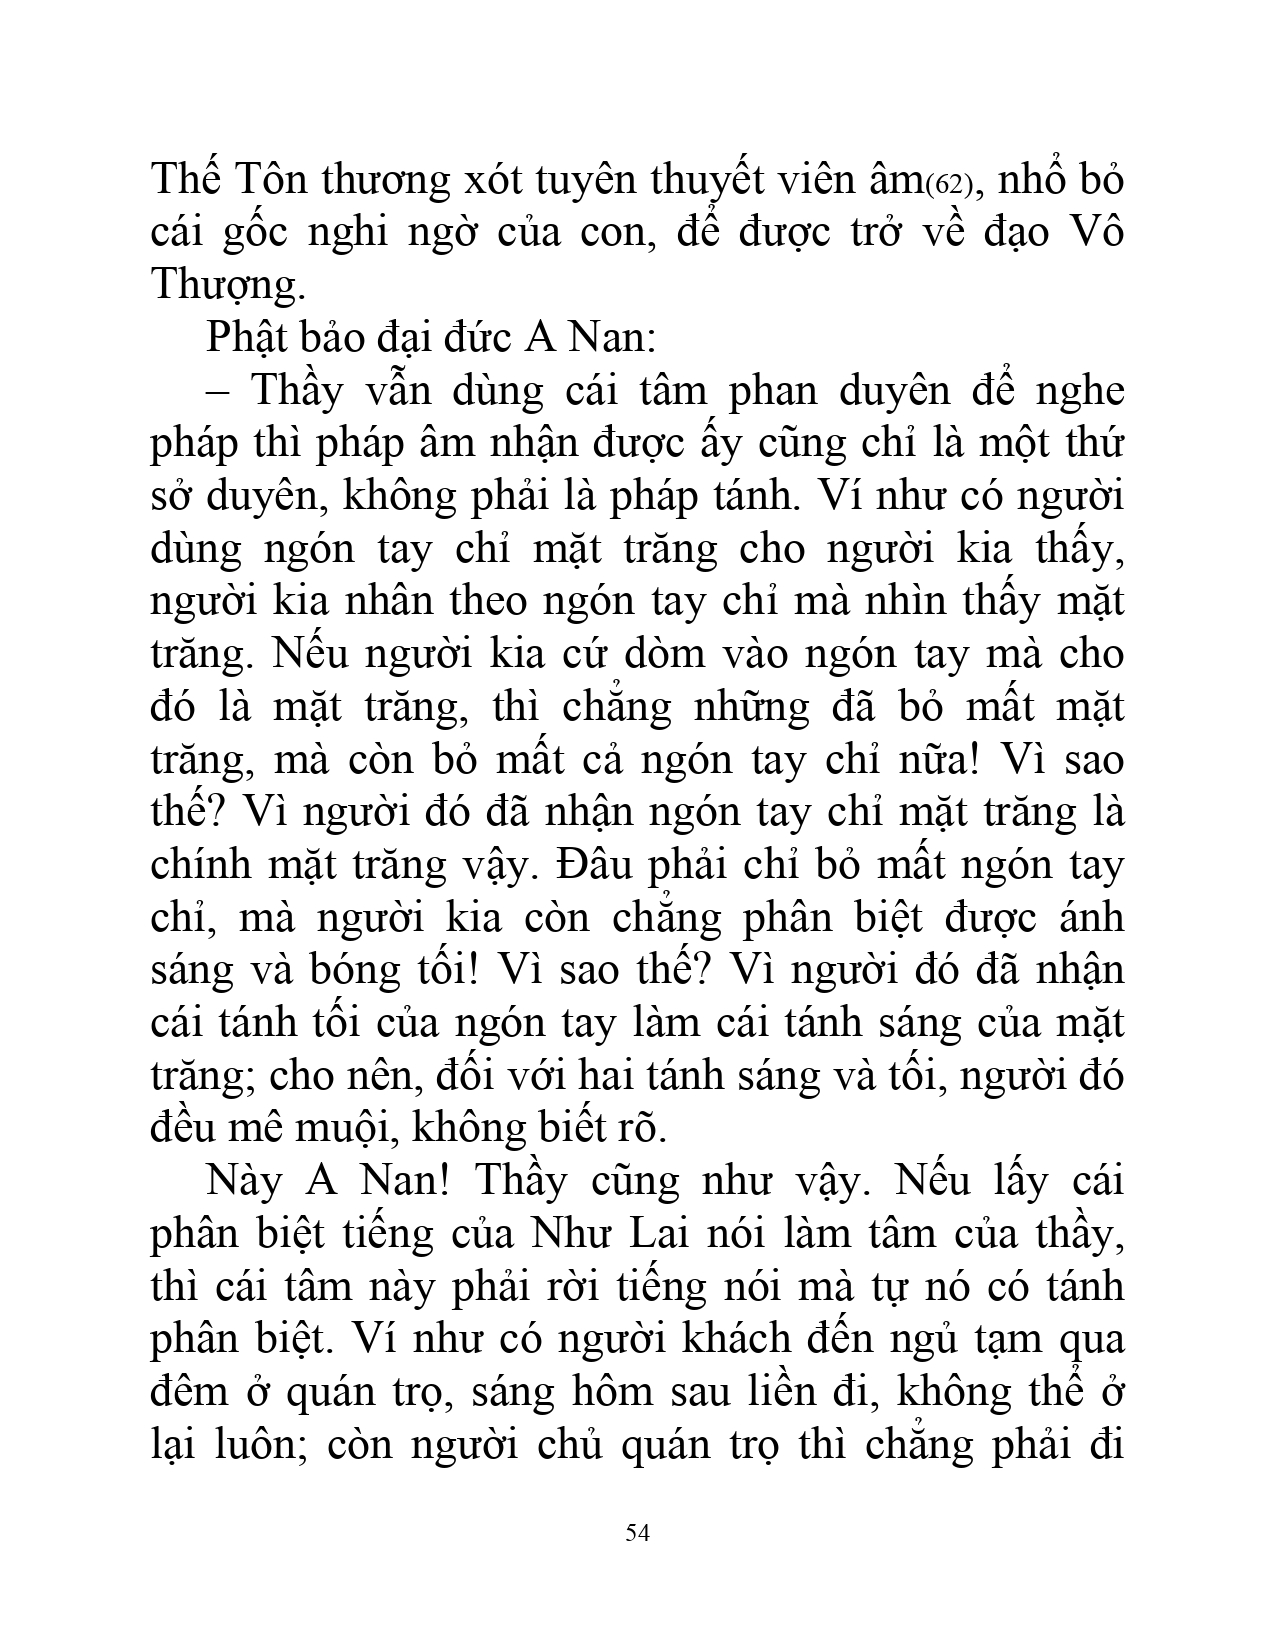 Thế Tôn thương xót tuyên thuyết viên âm(62), nhổ bỏ
cái gốc nghi ngờ của con, để được trở về đạo Vô
Thượng.
Phật bảo đại đức A Nan:
– Thầy vẫn dùng cái tâm phan duyên để nghe
pháp thì pháp âm nhận được ấy cũng chỉ là một thứ
sở duyên, không phải là pháp tánh. Ví như có người
dùng ngón tay chỉ mặt trăng cho người kia thấy,
người kia nhân theo ngón tay chỉ mà nhìn thấy mặt
trăng. Nếu người kia cứ dòm vào ngón tay mà cho
đó là mặt trăng, thì chẳng những đã bỏ mất mặt
trăng, mà còn bỏ mất cả ngón tay chỉ nữa! Vì sao
thế? Vì người đó đã nhận ngón tay chỉ mặt trăng là
chính mặt trăng vậy. Đâu phải chỉ bỏ mất ngón tay
chỉ, mà người kia còn chẳng phân biệt được ánh
sáng và bóng tối! Vì sao thế? Vì người đó đã nhận
cái tánh tối của ngón tay làm cái tánh sáng của mặt
trăng; cho nên, đối với hai tánh sáng và tối, người đó
đều mê muội, không biết rõ.
Này A Nan! Thầy cũng như vậy. Nếu lấy cái
phân biệt tiếng của Như Lai nói làm tâm của thầy,
thì cái tâm này phải rời tiếng nói mà tự nó có tánh
phân biệt. Ví như có người khách đến ngủ tạm qua
đêm ở quán trọ, sáng hôm sau liền đi, không thể ở
lại luôn; còn người chủ quán trọ thì chẳng phải đi
54